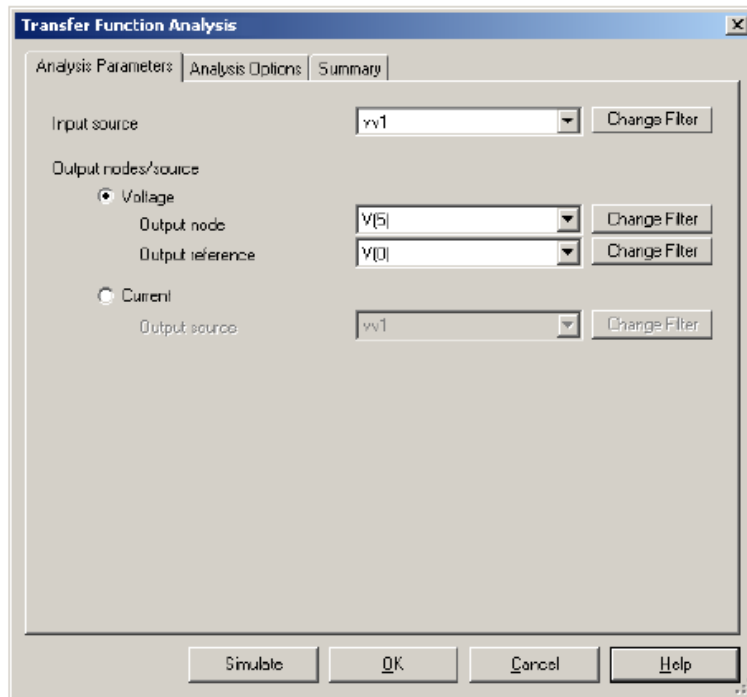 Transfer Function Analysis
Analysis Parameters Analysis Options Summary
Input source vv1 Change Filter
Output nodes/source
Voltage
Output node V(5) Change Filter
Output reference V(0) Change Filter
Current
Output source vv1 Change Filter
Simulate OK Cancel Help